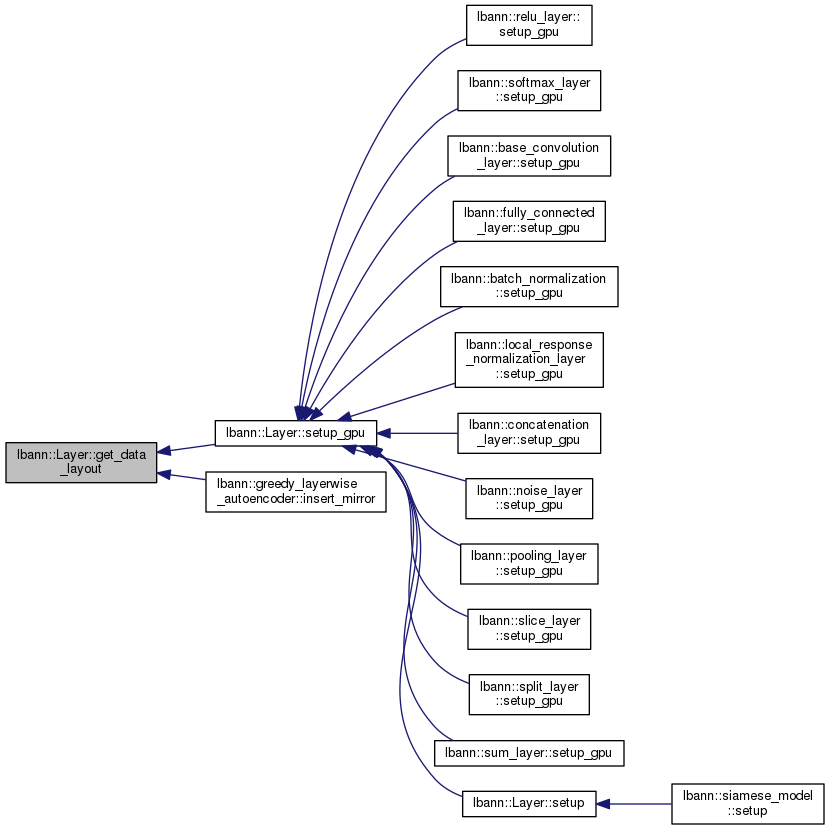 lbann::relu_layer::
setup_gpu
lbann::softmax_layer
::setup_gpu
lbann::base_convolution
_layer::setup_gpu
lbann::fully_connected
_layer::setup_gpu
lbann::batch_normalization
::setup_gpu
lbann::local_response
_normalization_layer
::setup_gpu
lbann::Layer::setup_gpu
lbann::concatenation
_layer::setup_gpu
lbann::Layer::get_data
_layout
lbann::greedy_layerwise
_autoencoder::insert_mirror
lbann::noise_layer
::setup_gpu
lbann::pooling_layer
::setup_gpu
lbann::slice_layer
::setup_gpu
lbann::split_layer
::setup_gpu
lbann::sum_layer::setup_gpu
lbann::Layer::setup
lbann::siamese_model
::setup